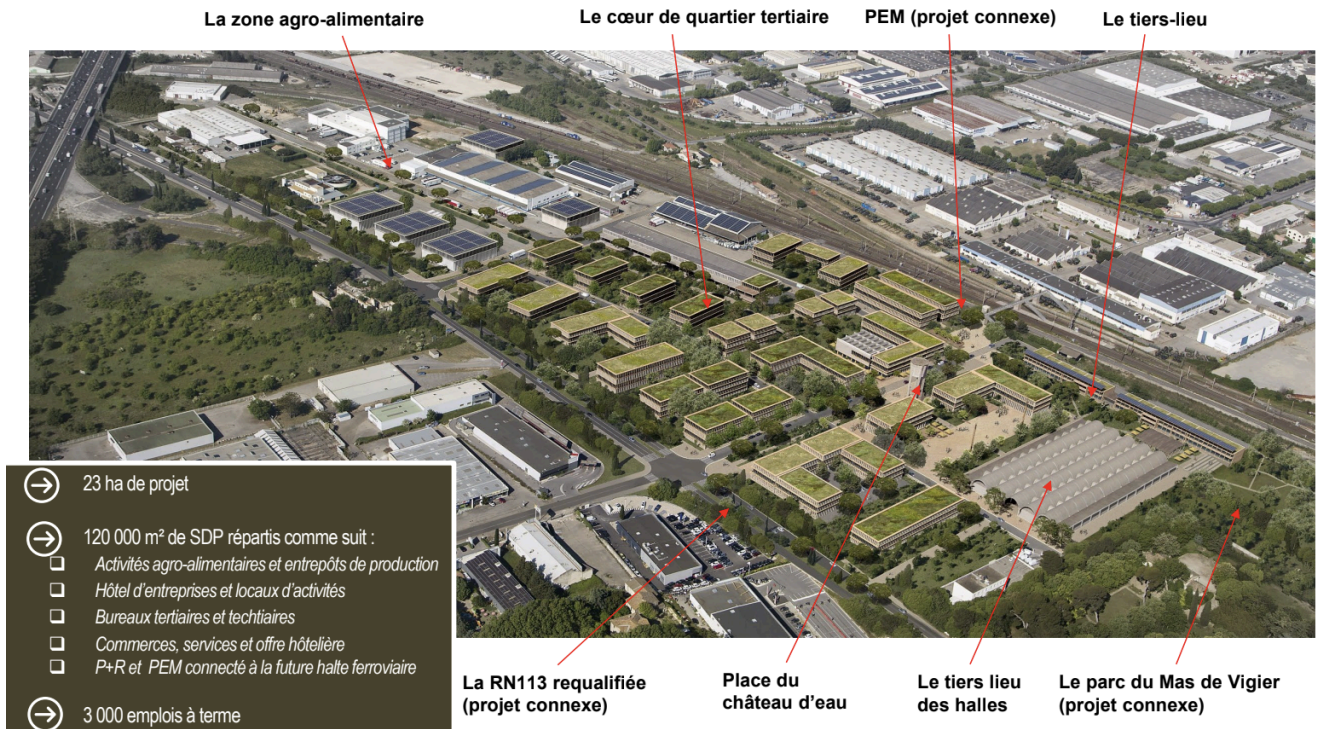 La zone agro-alimentaire
Le cœur de quartier tertiaire
PEM (projet connexe)
Le tiers-lieu
23 ha de projet
120 000 m² de SDP répartis comme suit :
Activités agro-alimentaires et entrepôts de production
Hôtel d'entreprises et locaux d'activités
Bureaux tertiaires et techtiaires
Commerces, services et offre hôtelière
P+R et PEM connecté à la future halte ferroviaire
3 000 emplois à terme
La RN113 requalifiée
(projet connexe)
Place du
château d'eau
Le tiers lieu
des halles
Le parc du Mas de Vigier
(projet connexe)